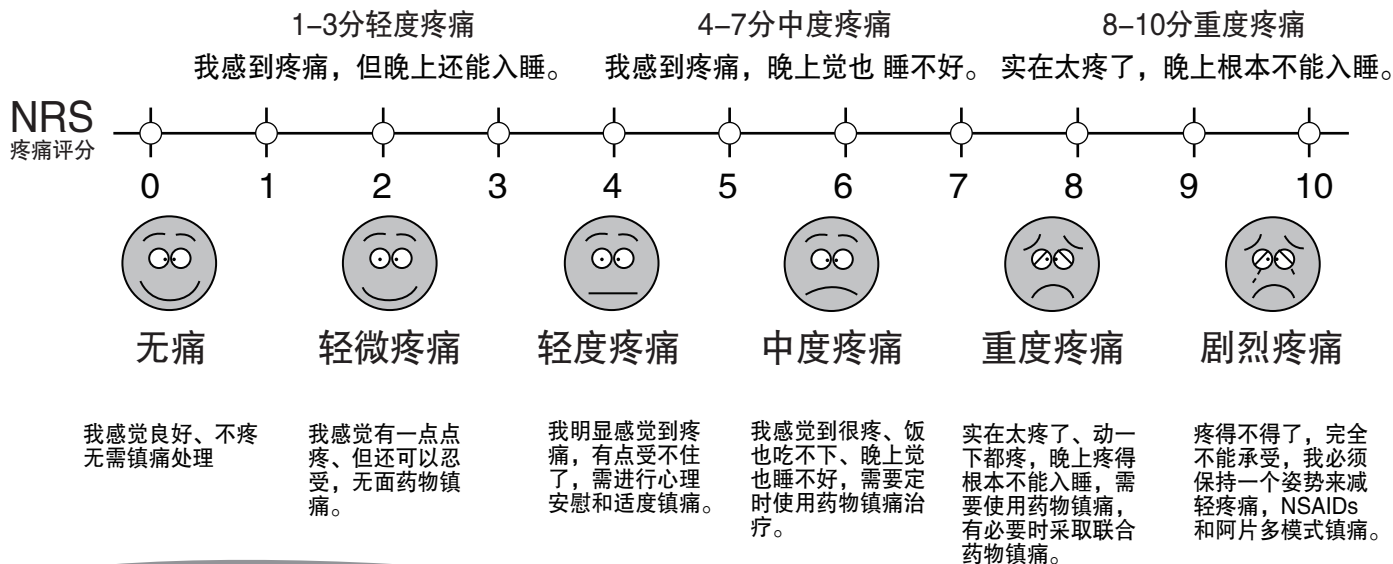 1–3分轻度疼痛
4–7分中度疼痛
8–10分重度疼痛
我感到疼痛，但晚上还能入睡。
我感到疼痛，晚上觉也 睡不好。
实在太疼了，晚上根本不能入睡。
NRS
疼痛评分
0 1 2 3 4 5 6 7 8 9 10
无痛
轻微疼痛
轻度疼痛
中度疼痛
重度疼痛
剧烈疼痛
我感觉良好、不疼
无需镇痛处理
我感觉有一点点
疼、但还可以忍
受，无面药物镇
痛。
我明显感觉到疼
痛，有点受不住
了，需进行心理
安慰和适度镇痛。
我感觉到很疼、饭
也吃不下、晚上觉
也睡不好，需要定
时使用药物镇痛治
疗。
实在太疼了、动一
下都疼，晚上疼得
根本不能入睡，需
要使用药物镇痛，
有必要时采取联合
药物镇痛。
疼得不得了，完全
不能承受，我必须
保持一个姿势来减
轻疼痛，NSAIDs
和阿片多模式镇痛。